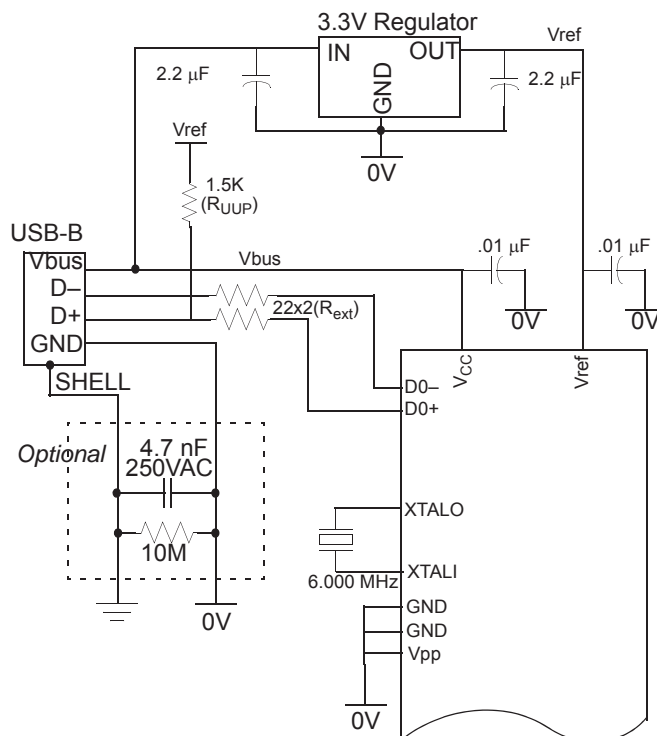 3.3V Regulator
IN
OUT
GND
Vref
2.2 μF
2.2 μF
0V
Vref
1.5K
(RUUP)
USB-B
Vbus
D–
D+
GND
SHELL
Vbus
22x2(Rext)
.01 μF
0V
.01 μF
0V
VCC
Vref
D0–
D0+
Optional
4.7 nF
250VAC
10M
0V
XTALO
6.000 MHz
XTALI
GND
GND
Vpp
0V